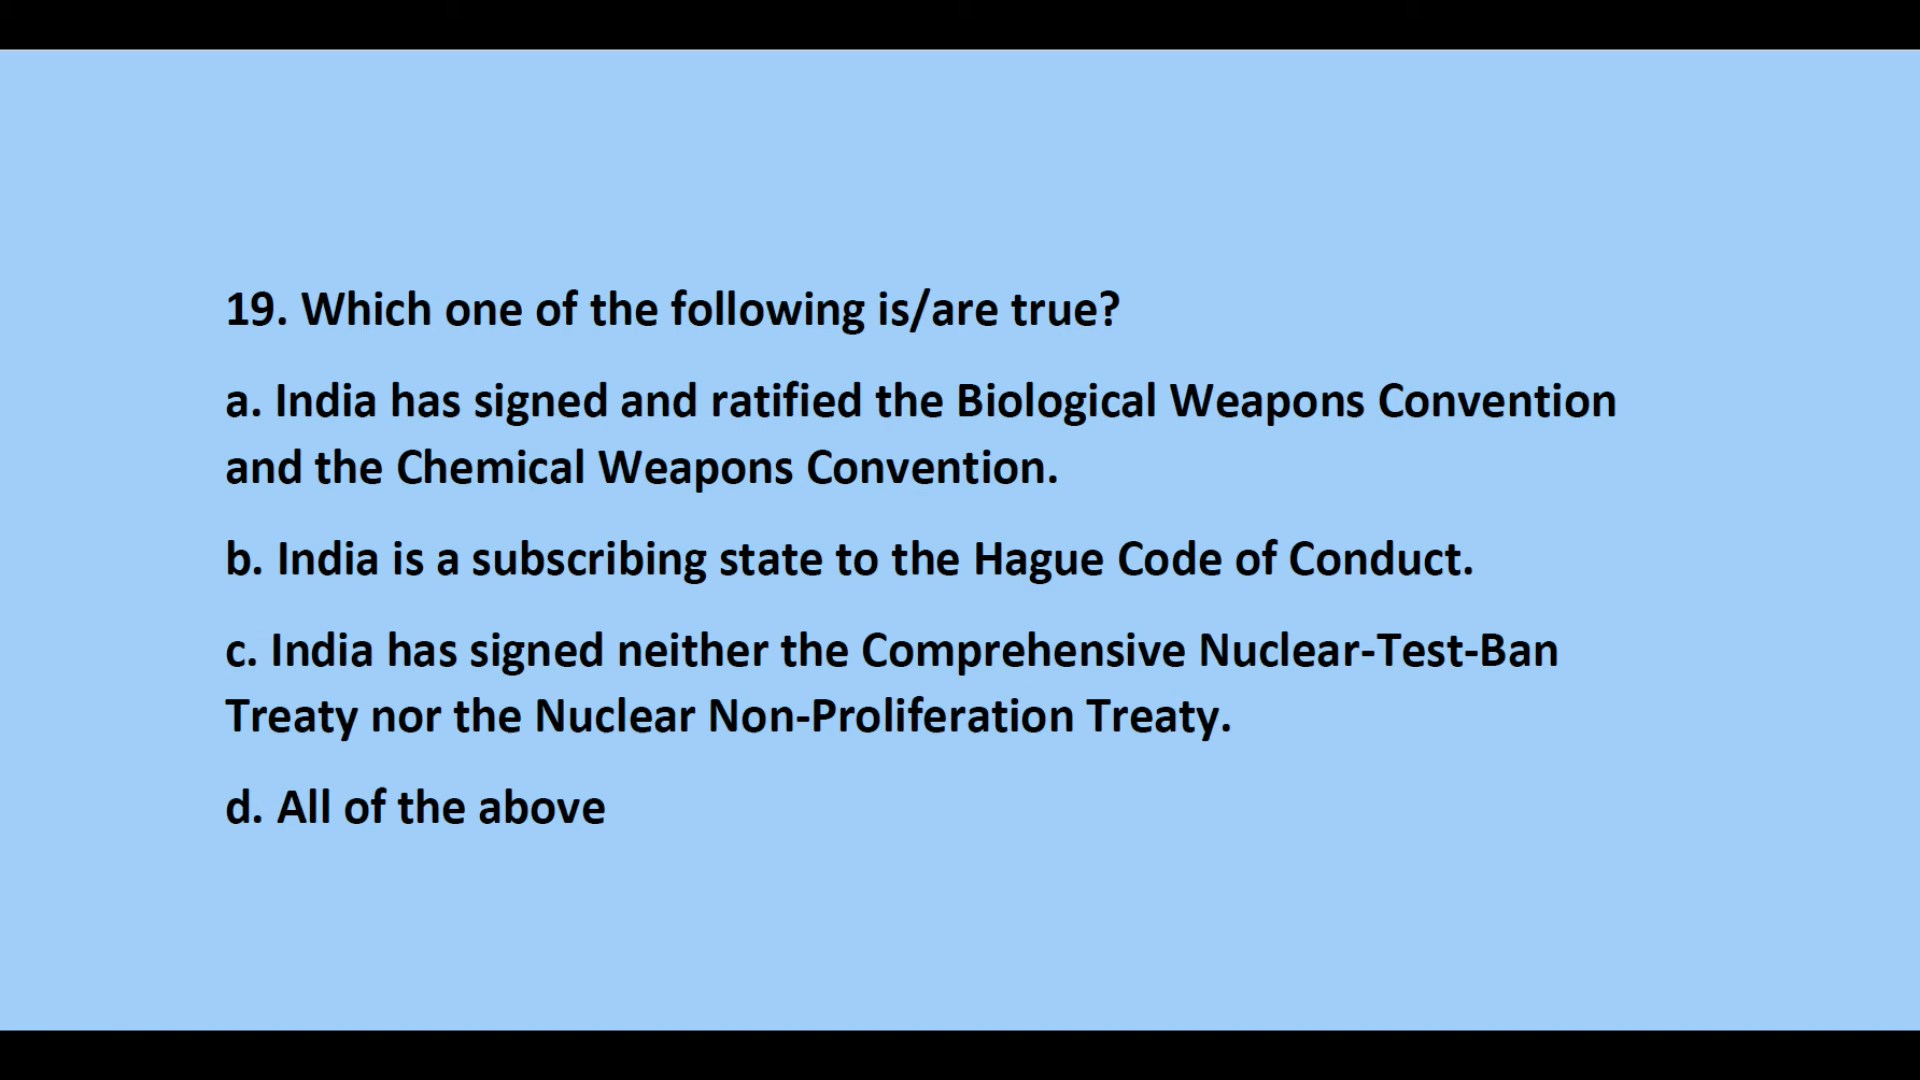 19. Which one of the following is/are true?
a. India has signed and ratified the Biological Weapons Convention
and the Chemical Weapons Convention.
b. India is a subscribing state to the Hague Code of Conduct.
c. India has signed neither the Comprehensive Nuclear-Test-Ban
Treaty nor the Nuclear Non-Proliferation Treaty.
d. All of the above